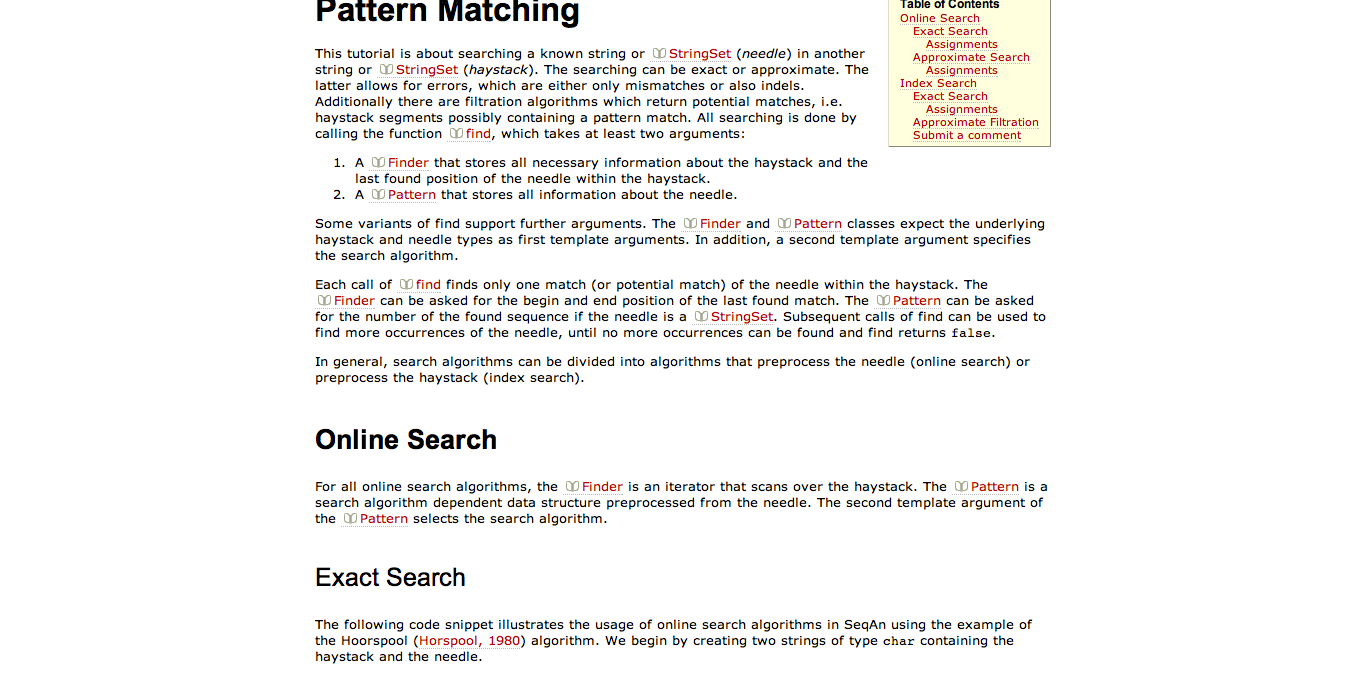 Pattern Matching
Table of Contents
Online Search
Exact Search
Assignments
Approximate Search
Assignments
Index Search
Exact Search
Assignments
Approximate Filtration
Submit a comment
This tutorial is about searching a known string or StringSet (needle) in another
string or StringSet (haystack). The searching can be exact or approximate. The
latter allows for errors, which are either only mismatches or also indels.
Additionally there are filtration algorithms which return potential matches, i.e.
haystack segments possibly containing a pattern match. All searching is done by
calling the function find, which takes at least two arguments:
1. A Finder that stores all necessary information about the haystack and the
last found position of the needle within the haystack.
2. A Pattern that stores all information about the needle.
Some variants of find support further arguments. The Finder and Pattern classes expect the underlying
haystack and needle types as first template arguments. In addition, a second template argument specifies
the search algorithm.
Each call of find finds only one match (or potential match) of the needle within the haystack. The
Finder can be asked for the begin and end position of the last found match. The Pattern can be asked
for the number of the found sequence if the needle is a StringSet. Subsequent calls of find can be used to
find more occurrences of the needle, until no more occurrences can be found and find returns false.
In general, search algorithms can be divided into algorithms that preprocess the needle (online search) or
preprocess the haystack (index search).
Online Search
For all online search algorithms, the Finder is an iterator that scans over the haystack. The Pattern is a
search algorithm dependent data structure preprocessed from the needle. The second template argument of
the Pattern selects the search algorithm.
Exact Search
The following code snippet illustrates the usage of online search algorithms in SeqAn using the example of
the Hoorspool (Horspool, 1980) algorithm. We begin by creating two strings of type char containing the
haystack and the needle.